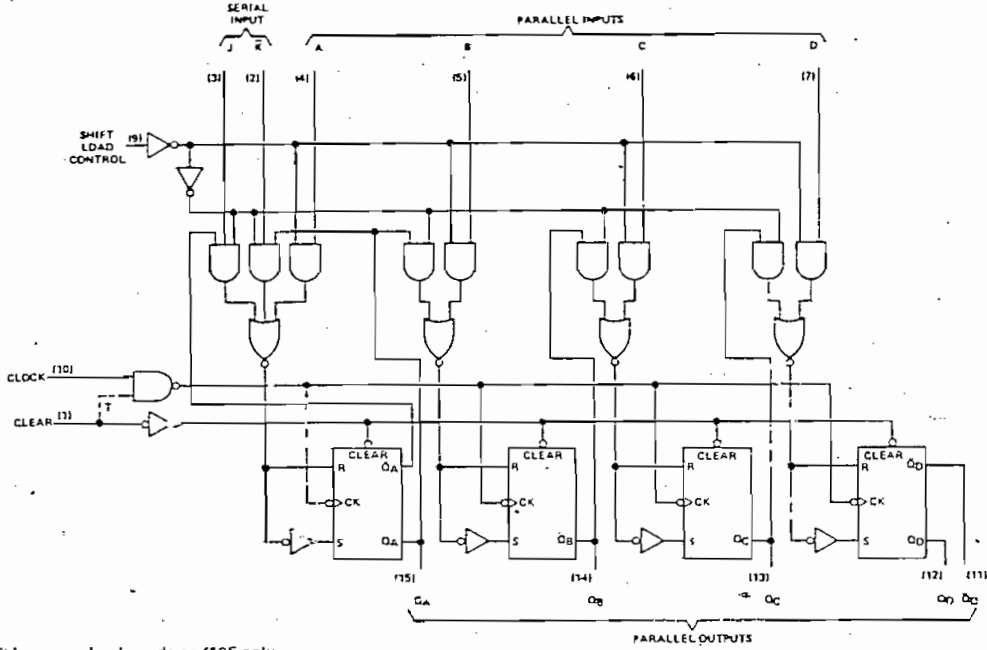 SERIAL
INPUT
PARALLEL INPUTS
J K̅ A B C D
(3) (2) (4) (5) (6) (7)
SHIFT
LOAD
CONTROL
(9)
CLOCK (10)
CLEAR (1)
†
CLEAR CLEAR CLEAR CLEAR
R Q̅A R R R Q̅D
CK CK CK CK
S QA S QB S QC S QD
(15) (14) (13) (12) (11)
QA QB QC QD Q̅D
PARALLEL OUTPUTS